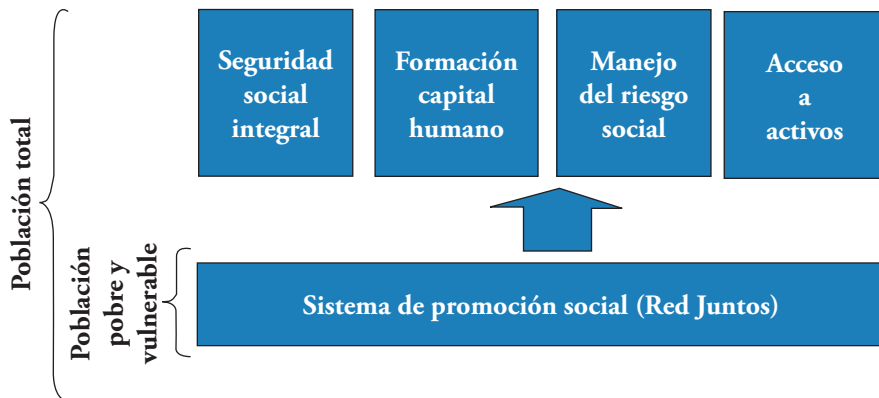 Población total
Población
pobre y
vulnerable
Seguridad
social
integral
Formación
capital
humano
Manejo
del riesgo
social
Acceso
a
activos
Sistema de promoción social (Red Juntos)